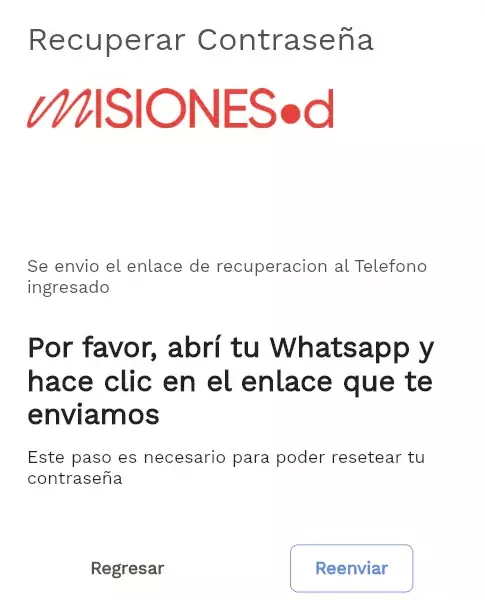 Recuperar Contraseña
MISIONES●d
Se envio el enlace de recuperacion al Telefono
ingresado
Por favor, abrí tu Whatsapp y
hace clic en el enlace que te
enviamos
Este paso es necesario para poder resetear tu
contraseña
Regresar
Reenviar